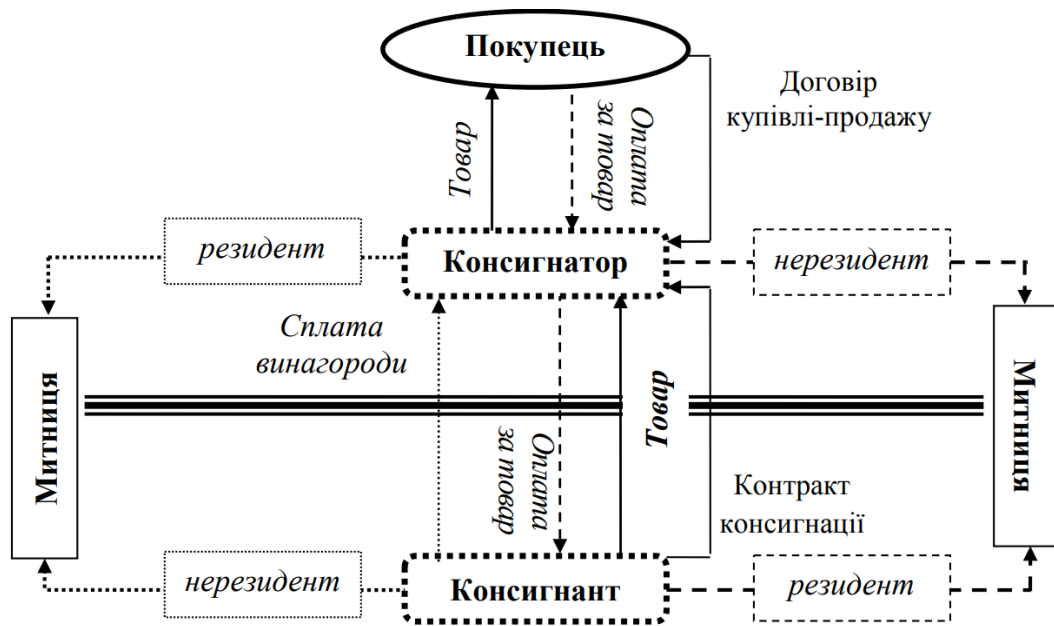 Покупець
Договір
купівлі-продажу
Товар
Оплата
за товар
резидент
Консигнатор
нерезидент
Сплата
винагороди
Митниця
Товар
Митниця
Оплата
за товар
Контракт
консигнації
нерезидент
Консигнант
резидент